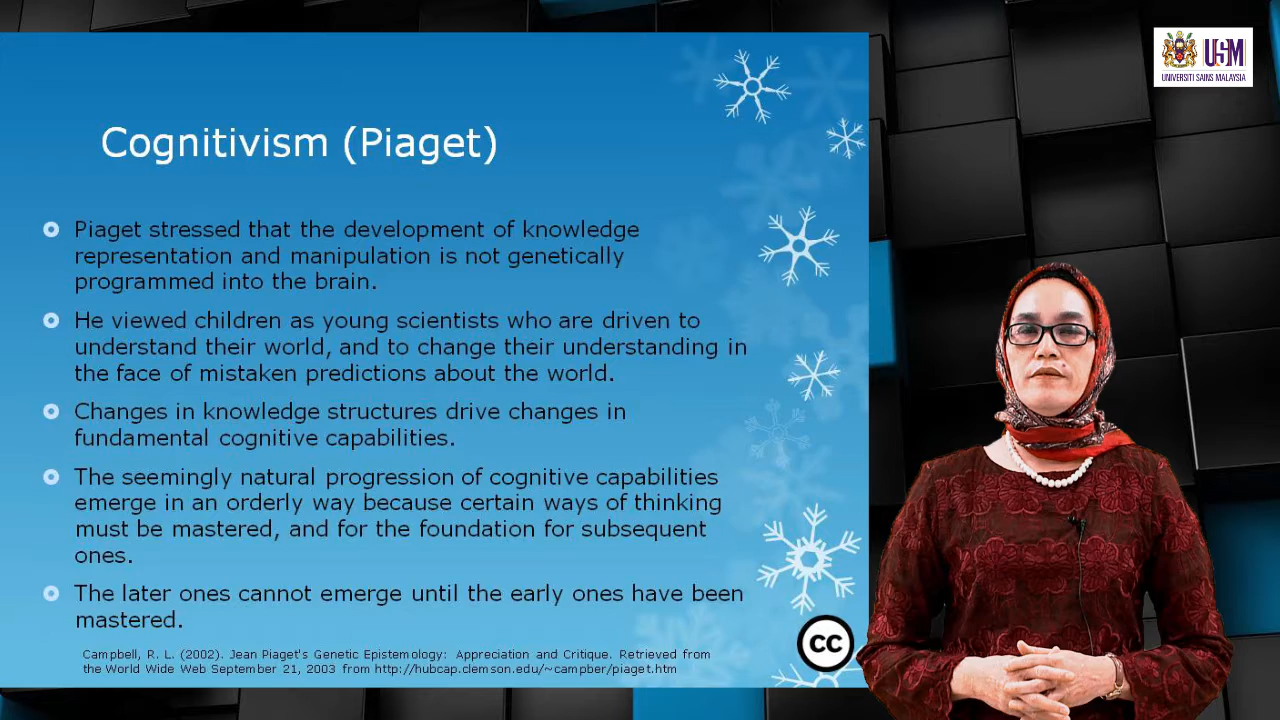 USM
UNIVERSITI SAINS MALAYSIA
Cognitivism (Piaget)
Piaget stressed that the development of knowledge
representation and manipulation is not genetically
programmed into the brain.
He viewed children as young scientists who are driven to
understand their world, and to change their understanding in
the face of mistaken predictions about the world.
Changes in knowledge structures drive changes in
fundamental cognitive capabilities.
The seemingly natural progression of cognitive capabilities
emerge in an orderly way because certain ways of thinking
must be mastered, and for the foundation for subsequent
ones.
The later ones cannot emerge until the early ones have been
mastered.
Campbell, R. L. (2002). Jean Piaget's Genetic Epistemology: Appreciation and Critique. Retrieved from
the World Wide Web September 21, 2003 from http://hubcap.clemson.edu/~campber/piaget.htm
cc